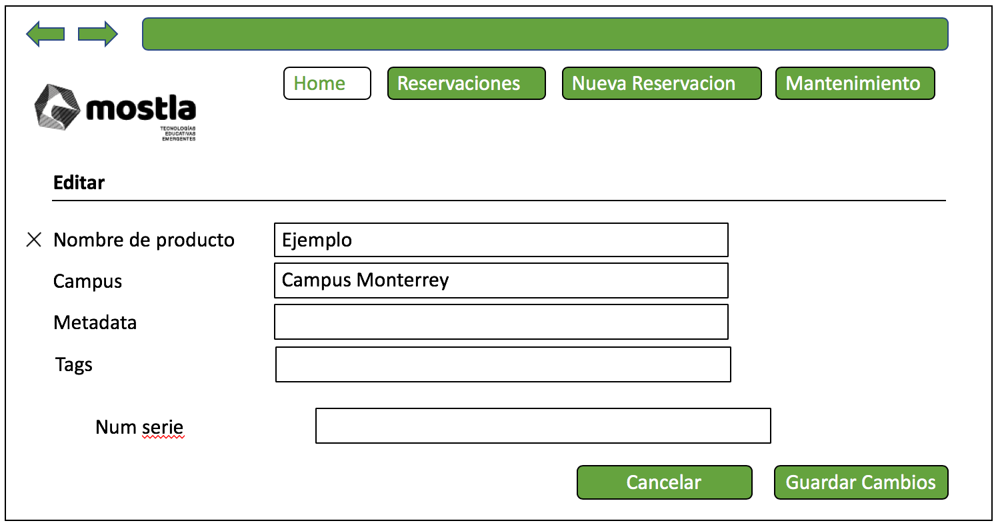 Home
Reservaciones
Nueva Reservacion
Mantenimiento
mostla
TECNOLOGÍAS
EDUCATIVAS
EMERGENTES
Editar
Nombre de producto
Ejemplo
Campus
Campus Monterrey
Metadata
Tags
Num serie
Cancelar
Guardar Cambios